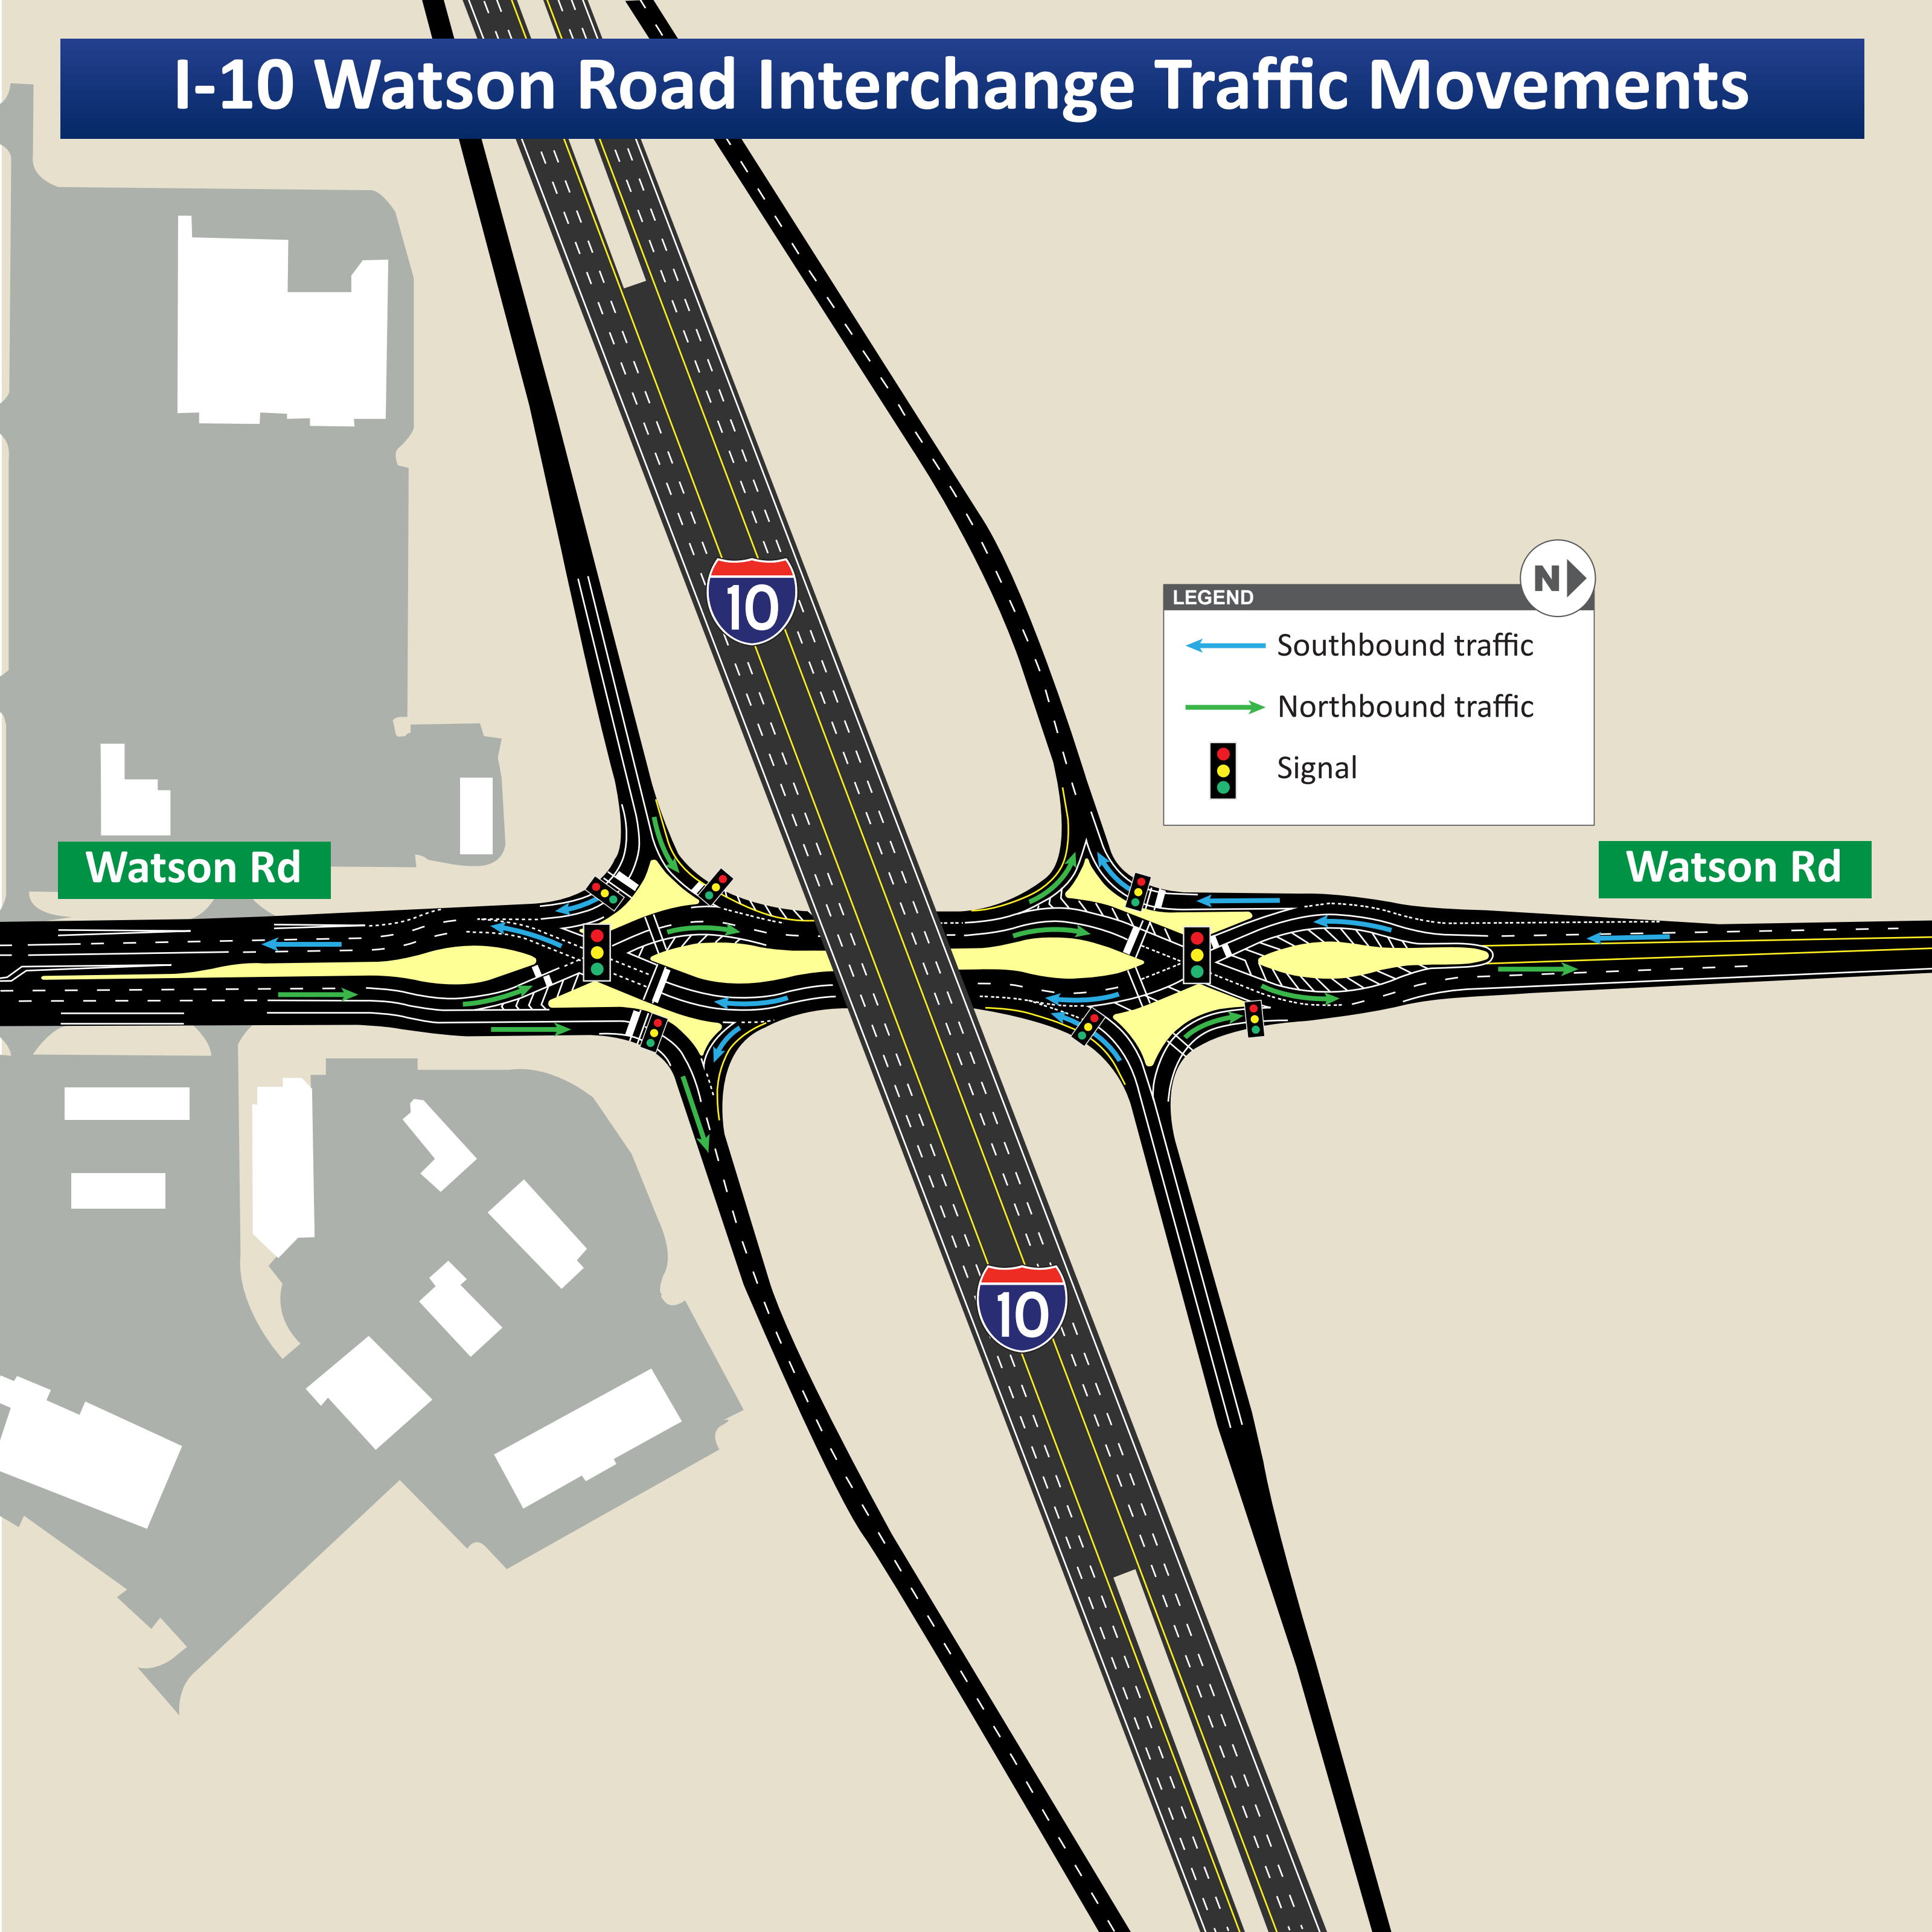 I-10 Watson Road Interchange Traffic Movements
10
N
LEGEND
Southbound traffic
Northbound traffic
Signal
Watson Rd
Watson Rd
10